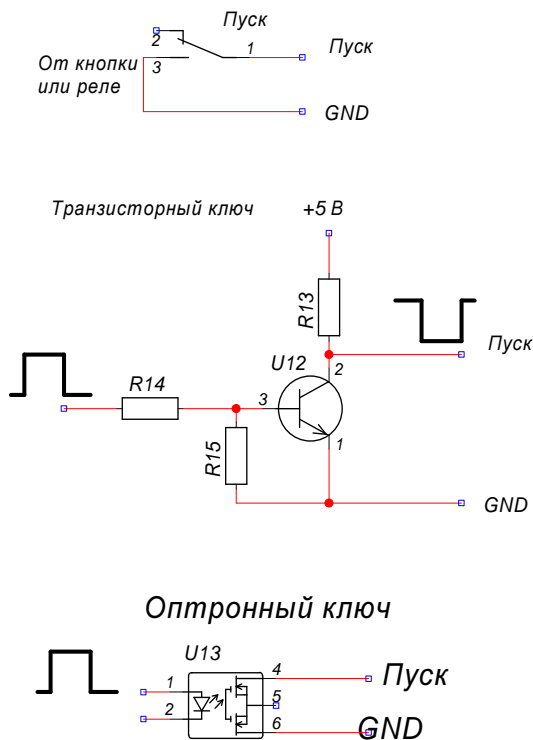 Пуск
2
1
Пуск
От кнопки
3
или реле
GND
Транзисторный ключ
+5 В
R13
Пуск
U12
2
R14
3
R15
1
GND
Оптронный ключ
U13
4
Пуск
1
5
2
6
GND